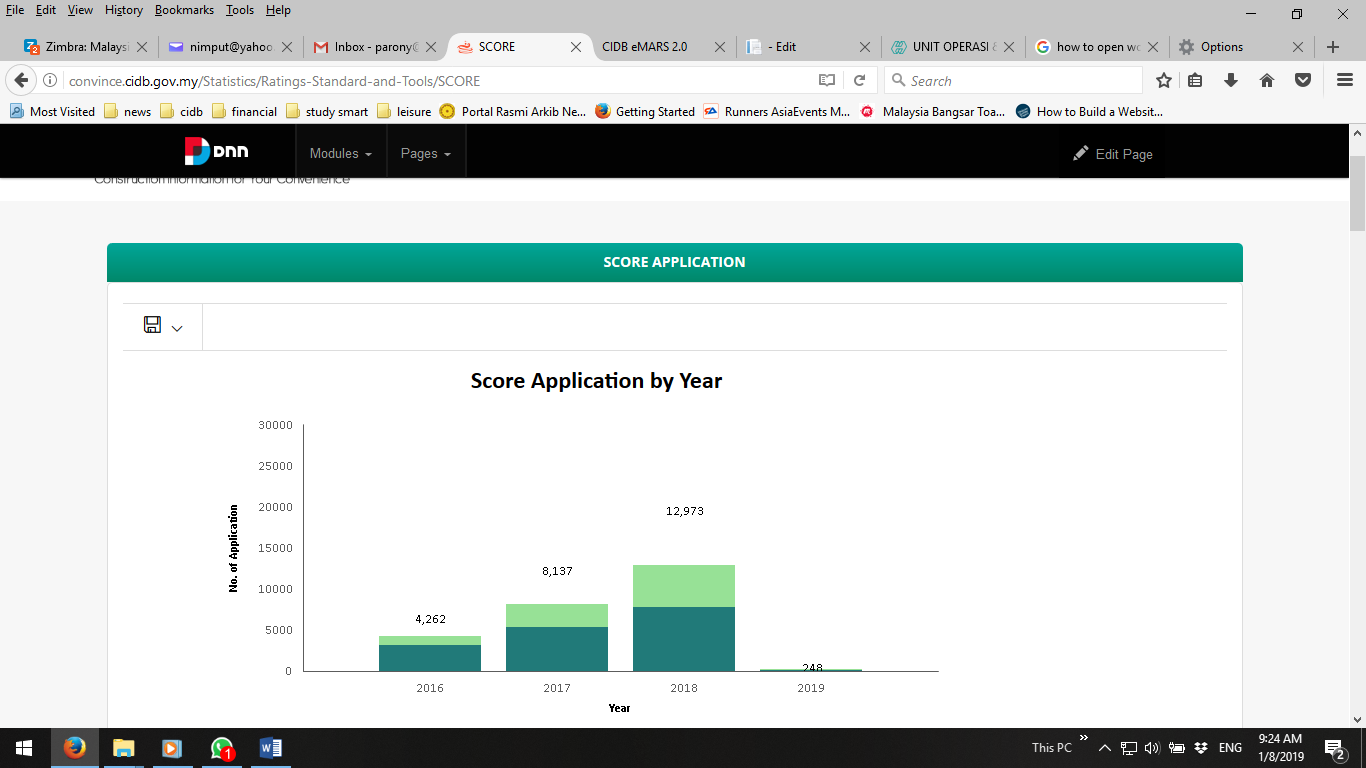 File Edit View History Bookmarks Tools Help
Zimbra: Malaysi
nimput@yahoo
Inbox - parony@
SCORE
CIDB eMARS 2.0
- Edit
UNIT OPERASI &
how to open wo
Options
convince.cidb.gov.my/Statistics/Ratings-Standard-and-Tools/SCORE
Search
Most Visited news cidb financial study smart leisure Portal Rasmi Arkib Ne... Getting Started Runners AsiaEvents M... Malaysia Bangsar Toa... How to Build a Websit...
DNN Modules Pages Edit Page
Construction Information for Your Convenience
SCORE APPLICATION
Score Application by Year
30000
25000
20000
15000
10000
5000
0
No. of Application
4,262
8,137
12,973
248
2016 2017 2018 2019
Year
1
This PC » ENG
9:24 AM
1/8/2019
2